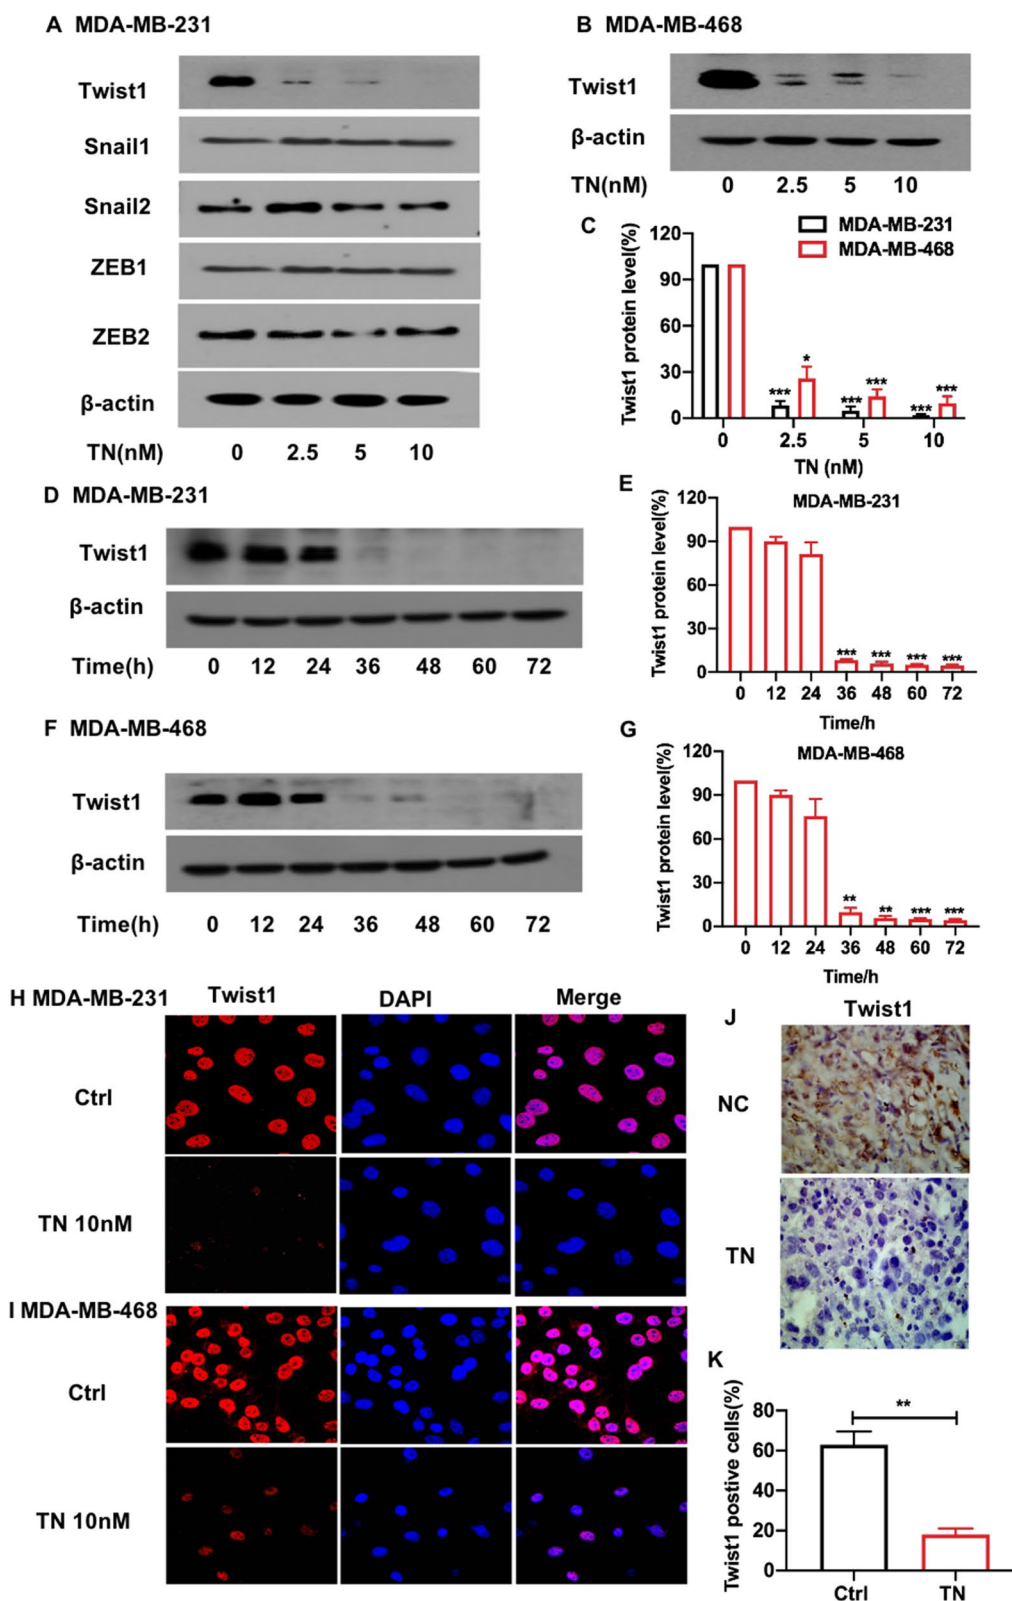 A MDA-MB-231
Twist1
Snail1
Snail2
ZEB1
ZEB2
β-actin
TN(nM) 0 2.5 5 10
B MDA-MB-468
Twist1
β-actin
TN(nM) 0 2.5 5 10
C
MDA-MB-231
MDA-MB-468
Twist1 protein level(%)
120
90
60
30
0
*** * *** *** *** ***
0 2.5 5 10
TN (nM)
D MDA-MB-231
Twist1
β-actin
Time(h) 0 12 24 36 48 60 72
E
MDA-MB-231
Twist1 protein level(%)
120
90
60
30
0
*** *** *** ***
0 12 24 36 48 60 72
Time/h
F MDA-MB-468
Twist1
β-actin
Time(h) 0 12 24 36 48 60 72
G
MDA-MB-468
Twist1 protein level(%)
120
90
60
30
0
** ** *** ***
0 12 24 36 48 60 72
Time/h
H MDA-MB-231 Twist1 DAPI Merge
Ctrl
TN 10nM
I MDA-MB-468
Ctrl
TN 10nM
J
Twist1
NC
TN
K
Twist1 postive cells(%)
80
60
40
20
0
**
Ctrl TN